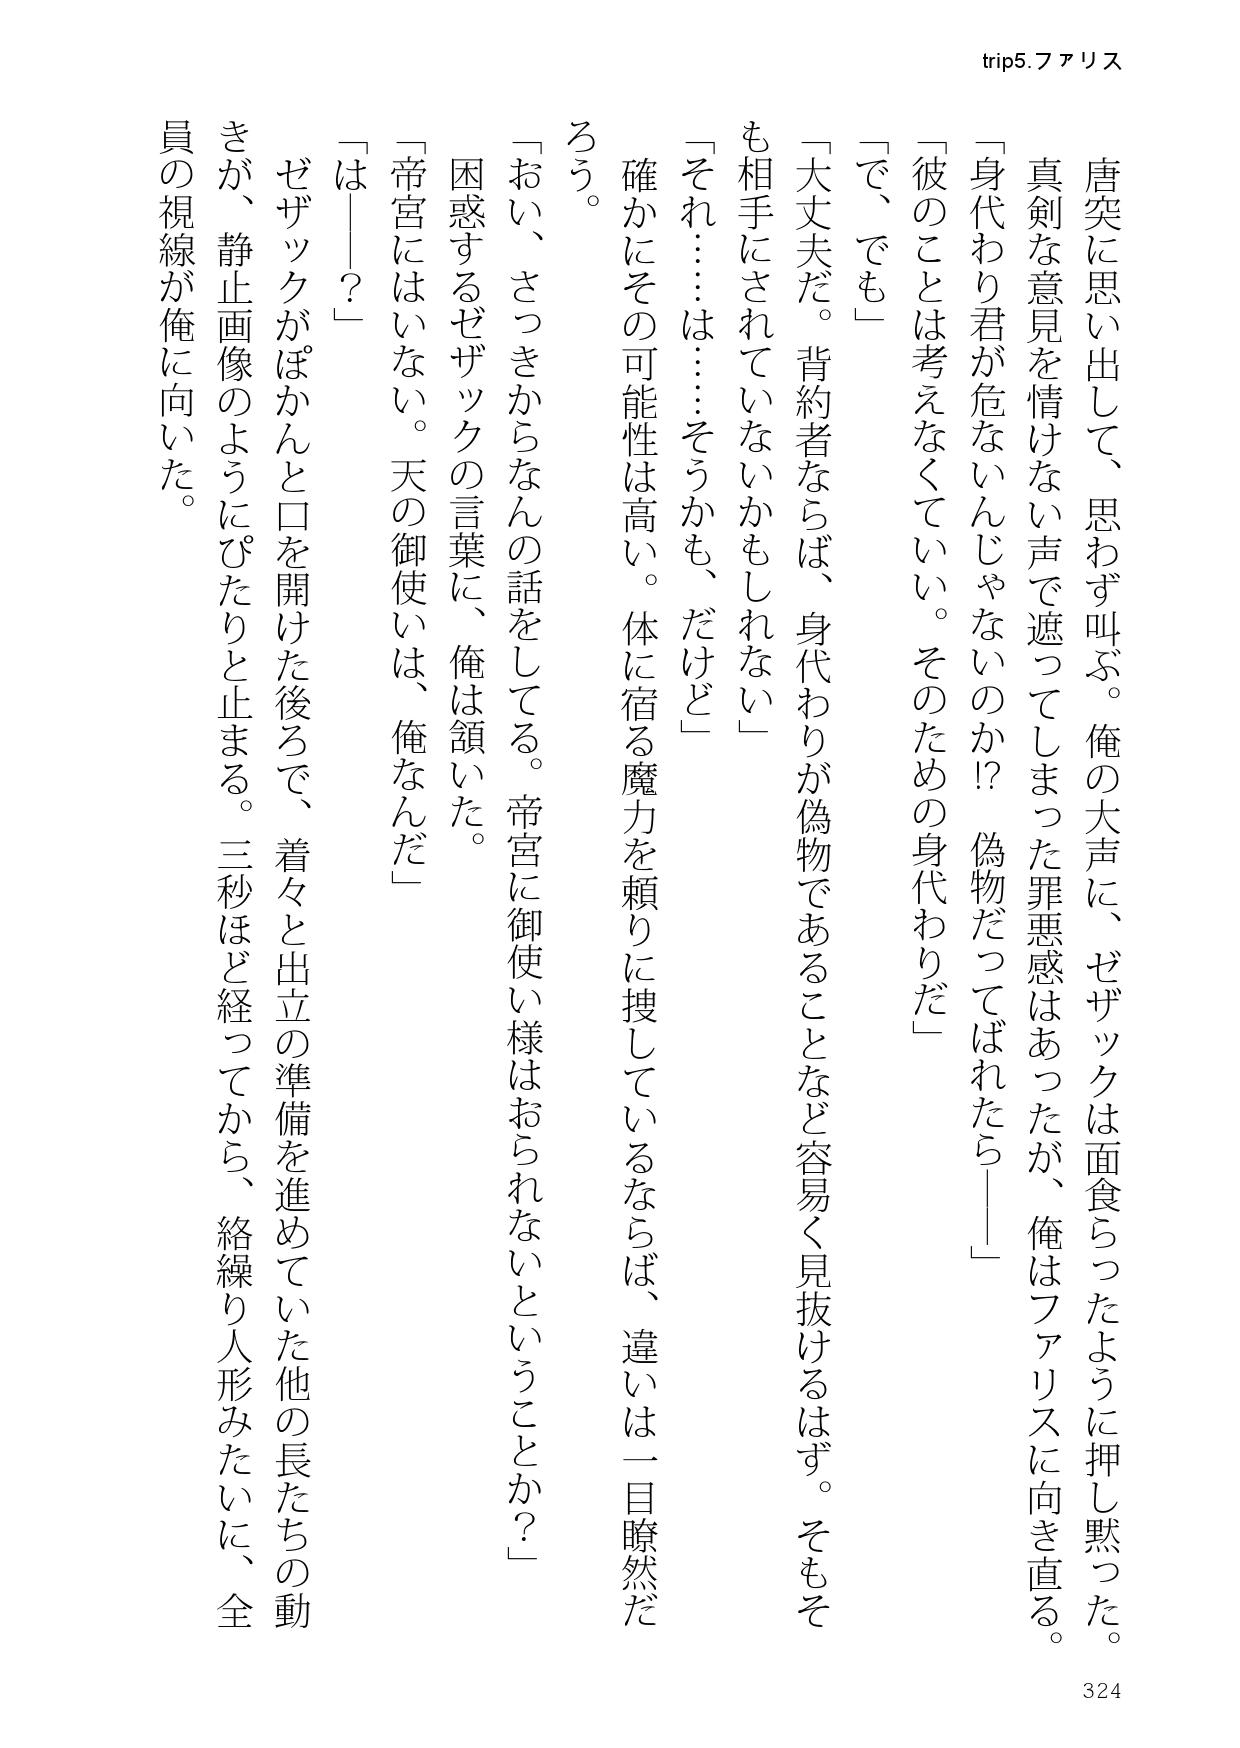 trip5.ファリス
　唐突に思い出して、思わず叫ぶ。俺の大声に、ゼザックは面食らったように押し黙った。
　真剣な意見を情けない声で遮ってしまった罪悪感はあったが、俺はファリスに向き直る。
「身代わり君が危ないんじゃないのか!?　偽物だってばれたら――」
「彼のことは考えなくていい。そのための身代わりだ」
「で、でも」
「大丈夫だ。背約者ならば、身代わりが偽物であることなど容易く見抜けるはず。そもそ
も相手にされていないかもしれない」
「それ……は……そうかも、だけど」
　確かにその可能性は高い。体に宿る魔力を頼りに捜しているならば、違いは一目瞭然だ
ろう。
「おい、さっきからなんの話をしてる。帝宮に御使い様はおられないということか？」
　困惑するゼザックの言葉に、俺は頷いた。
「帝宮にはいない。天の御使いは、俺なんだ」
「は――？」
　ゼザックがぽかんと口を開けた後ろで、着々と出立の準備を進めていた他の長たちの動
きが、静止画像のようにぴたりと止まる。三秒ほど経ってから、絡繰り人形みたいに、全
員の視線が俺に向いた。
324